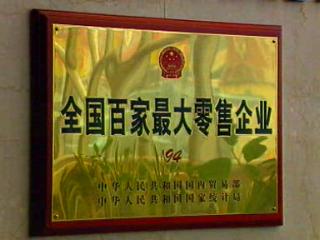 全国百家最大零售企业
'94
中华人民共和国国内贸易部
中华人民共和国国家统计局